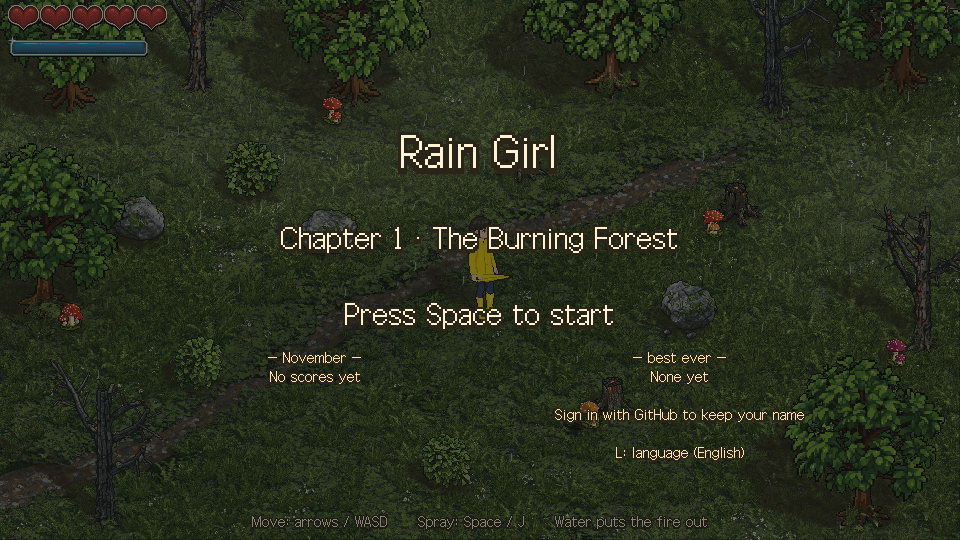 Rain Girl
Chapter 1 · The Burning Forest
Press Space to start
— November —
No scores yet
— best ever —
None yet
Sign in with GitHub to keep your name
L: language (English)
Move: arrows / WASD Spray: Space / J Water puts the fire out